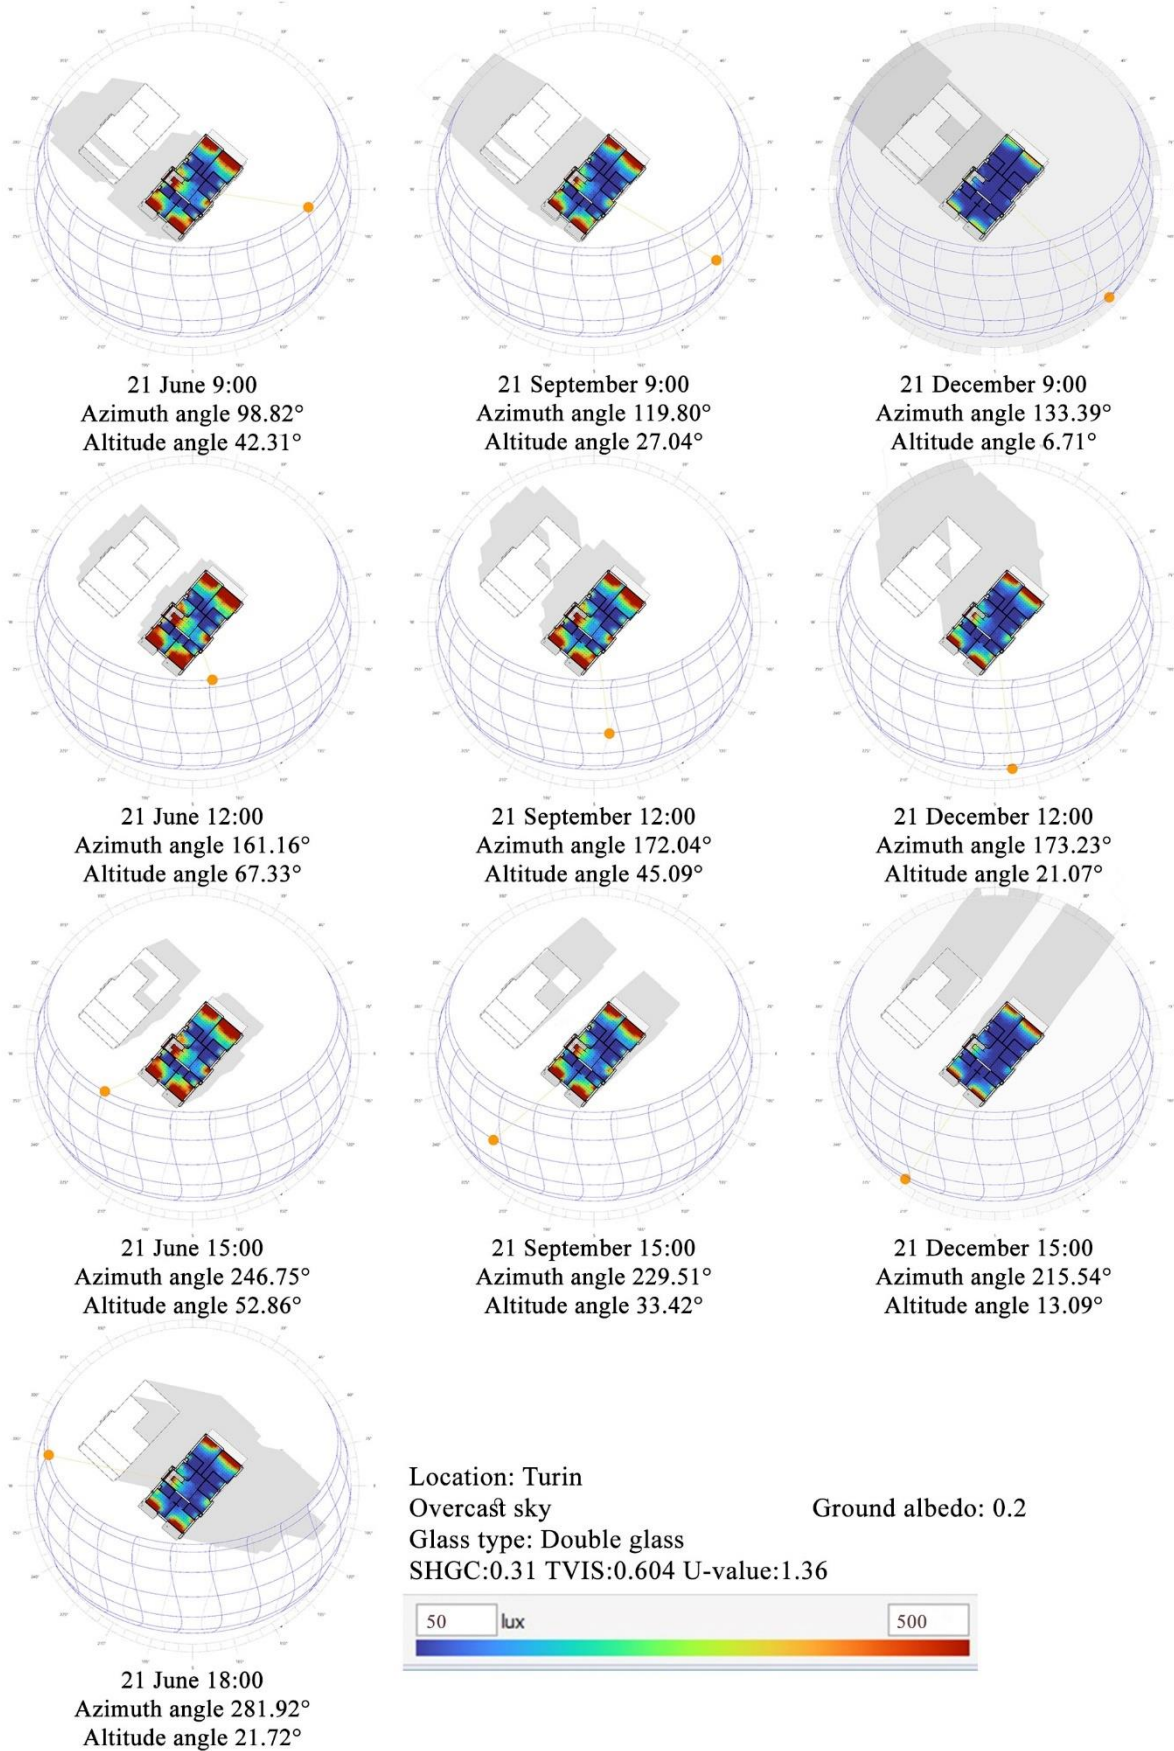 21 June 9:00
Azimuth angle 98.82°
Altitude angle 42.31°
21 September 9:00
Azimuth angle 119.80°
Altitude angle 27.04°
21 December 9:00
Azimuth angle 133.39°
Altitude angle 6.71°
21 June 12:00
Azimuth angle 161.16°
Altitude angle 67.33°
21 September 12:00
Azimuth angle 172.04°
Altitude angle 45.09°
21 December 12:00
Azimuth angle 173.23°
Altitude angle 21.07°
21 June 15:00
Azimuth angle 246.75°
Altitude angle 52.86°
21 September 15:00
Azimuth angle 229.51°
Altitude angle 33.42°
21 December 15:00
Azimuth angle 215.54°
Altitude angle 13.09°
21 June 18:00
Azimuth angle 281.92°
Altitude angle 21.72°
Location: Turin
Overcast sky Ground albedo: 0.2
Glass type: Double glass
SHGC:0.31 TVIS:0.604 U-value:1.36
50 lux 500